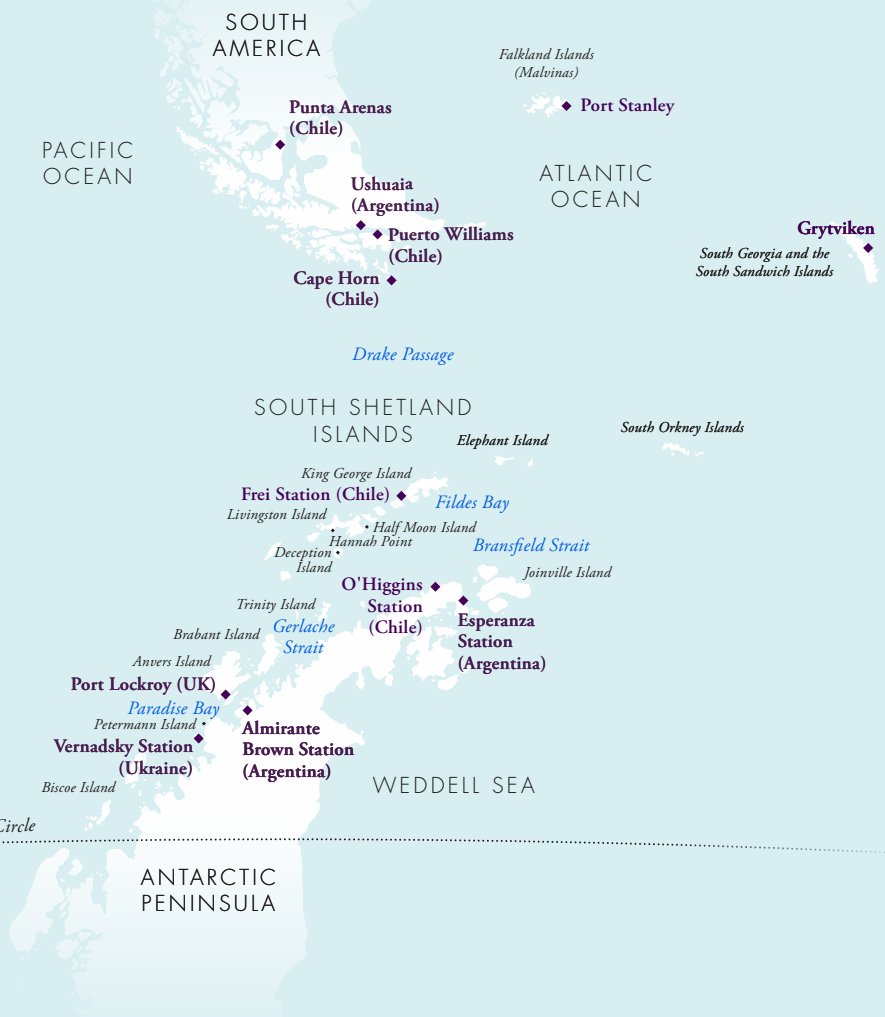 SOUTH
AMERICA
Falkland Islands
(Malvinas)
Punta Arenas
(Chile)
Port Stanley
PACIFIC
OCEAN
ATLANTIC
OCEAN
Ushuaia
(Argentina)
Puerto Williams
(Chile)
Grytviken
South Georgia and the
South Sandwich Islands
Cape Horn
(Chile)
Drake Passage
SOUTH SHETLAND
ISLANDS
Elephant Island
South Orkney Islands
King George Island
Frei Station (Chile)
Fildes Bay
Livingston Island
Half Moon Island
Hannah Point
Bransfield Strait
Deception
Island
Joinville Island
O'Higgins
Station
(Chile)
Trinity Island
Esperanza
Station
(Argentina)
Gerlache
Strait
Brabant Island
Anvers Island
Port Lockroy (UK)
Paradise Bay
Petermann Island
Almirante
Brown Station
(Argentina)
Vernadsky Station
(Ukraine)
Biscoe Island
WEDDELL SEA
Circle
ANTARCTIC
PENINSULA